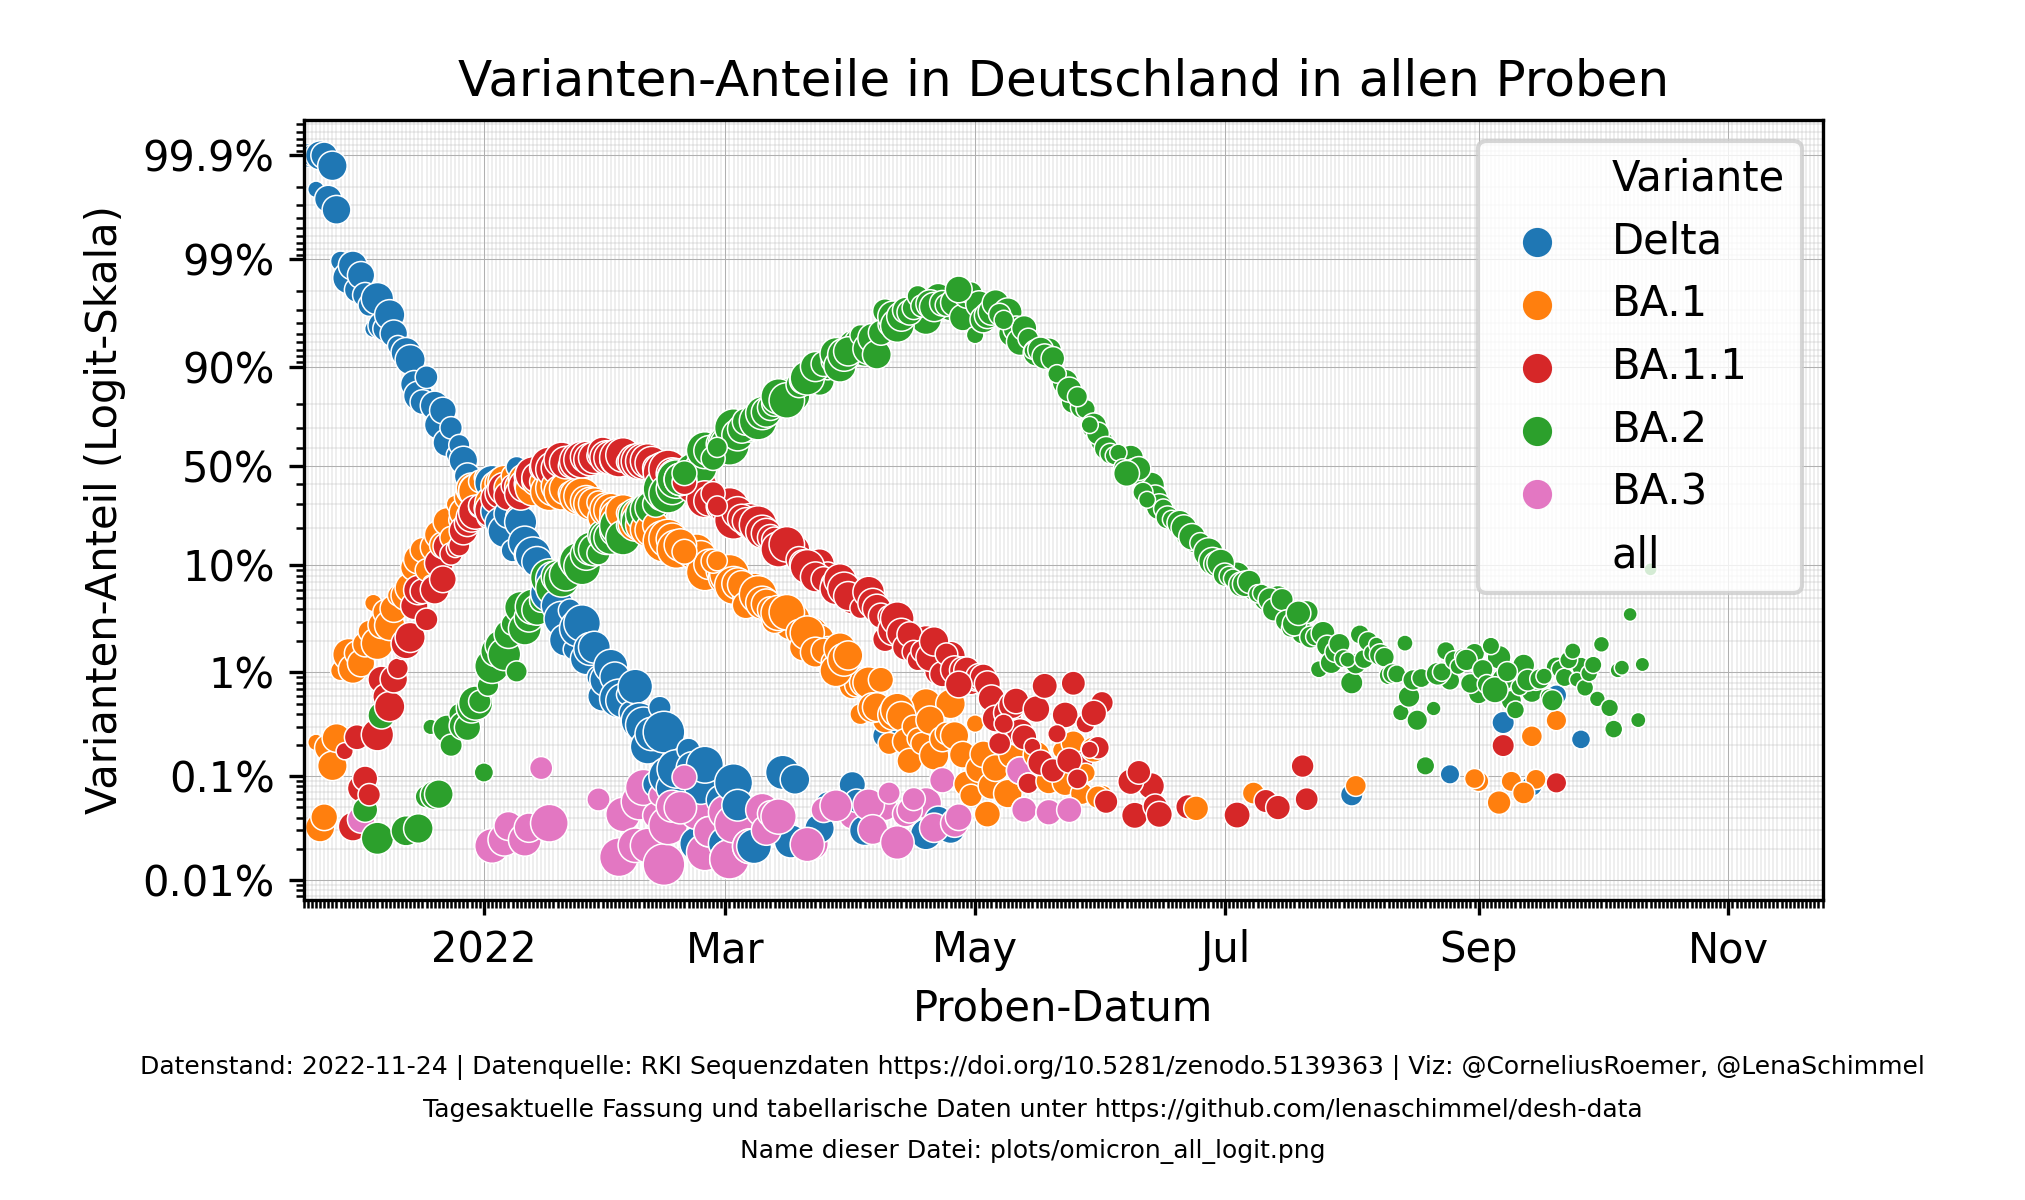 Varianten-Anteile in Deutschland in allen Proben
Varianten-Anteil (Logit-Skala)
99.9%
99%
90%
50%
10%
1%
0.1%
0.01%
Variante
Delta
BA.1
BA.1.1
BA.2
BA.3
all
2022
Mar
May
Jul
Sep
Nov
Proben-Datum
Datenstand: 2022-11-24 | Datenquelle: RKI Sequenzdaten https://doi.org/10.5281/zenodo.5139363 | Viz: @CorneliusRoemer, @LenaSchimmel
Tagesaktuelle Fassung und tabellarische Daten unter https://github.com/lenaschimmel/desh-data
Name dieser Datei: plots/omicron_all_logit.png